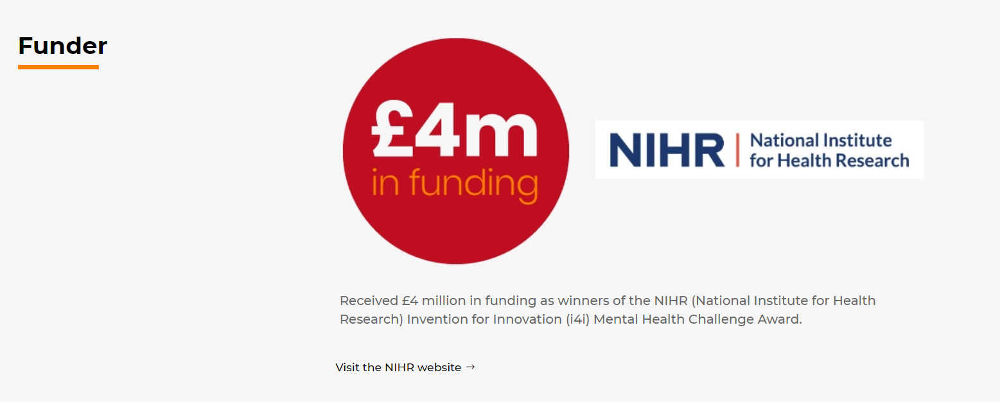 Funder
£4m
in funding
NIHR | National Institute
for Health Research
Received £4 million in funding as winners of the NIHR (National Institute for Health
Research) Invention for Innovation (i4i) Mental Health Challenge Award.
Visit the NIHR website →